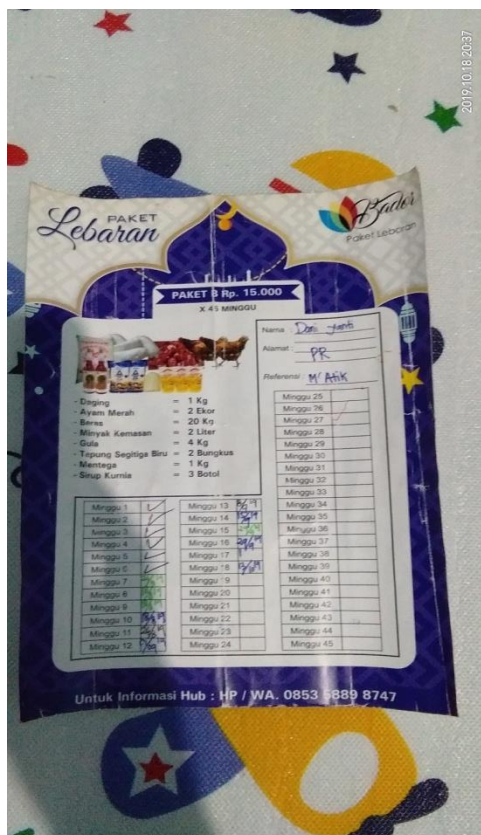 2019.10.18 20:37
PAKET
Lebaran
Bador
Paket Lebaran
PAKET B Rp. 15.000
X 45 MINGGU
Nama :
Alamat : PR
Referensi : M' Atik
- Daging = 1 Kg
- Ayam Merah = 2 Ekor
- Beras = 20 Kg
- Minyak Kemasan = 2 Liter
- Gula = 4 Kg
- Tepung Segitiga Biru = 2 Bungkus
- Mentega = 1 Kg
- Sirup Kurnia = 3 Botol
Minggu 1
Minggu 2
Minggu 3
Minggu 4
Minggu 5
Minggu 6
Minggu 7
Minggu 8
Minggu 9
Minggu 10
Minggu 11
Minggu 12
Minggu 13
Minggu 14
Minggu 15
Minggu 16
Minggu 17
Minggu 18
Minggu 19
Minggu 20
Minggu 21
Minggu 22
Minggu 23
Minggu 24
Minggu 25
Minggu 26
Minggu 27
Minggu 28
Minggu 29
Minggu 30
Minggu 31
Minggu 32
Minggu 33
Minggu 34
Minggu 35
Minggu 36
Minggu 37
Minggu 38
Minggu 39
Minggu 40
Minggu 41
Minggu 42
Minggu 43
Minggu 44
Minggu 45
Untuk Informasi Hub : HP / WA. 0853 5889 8747